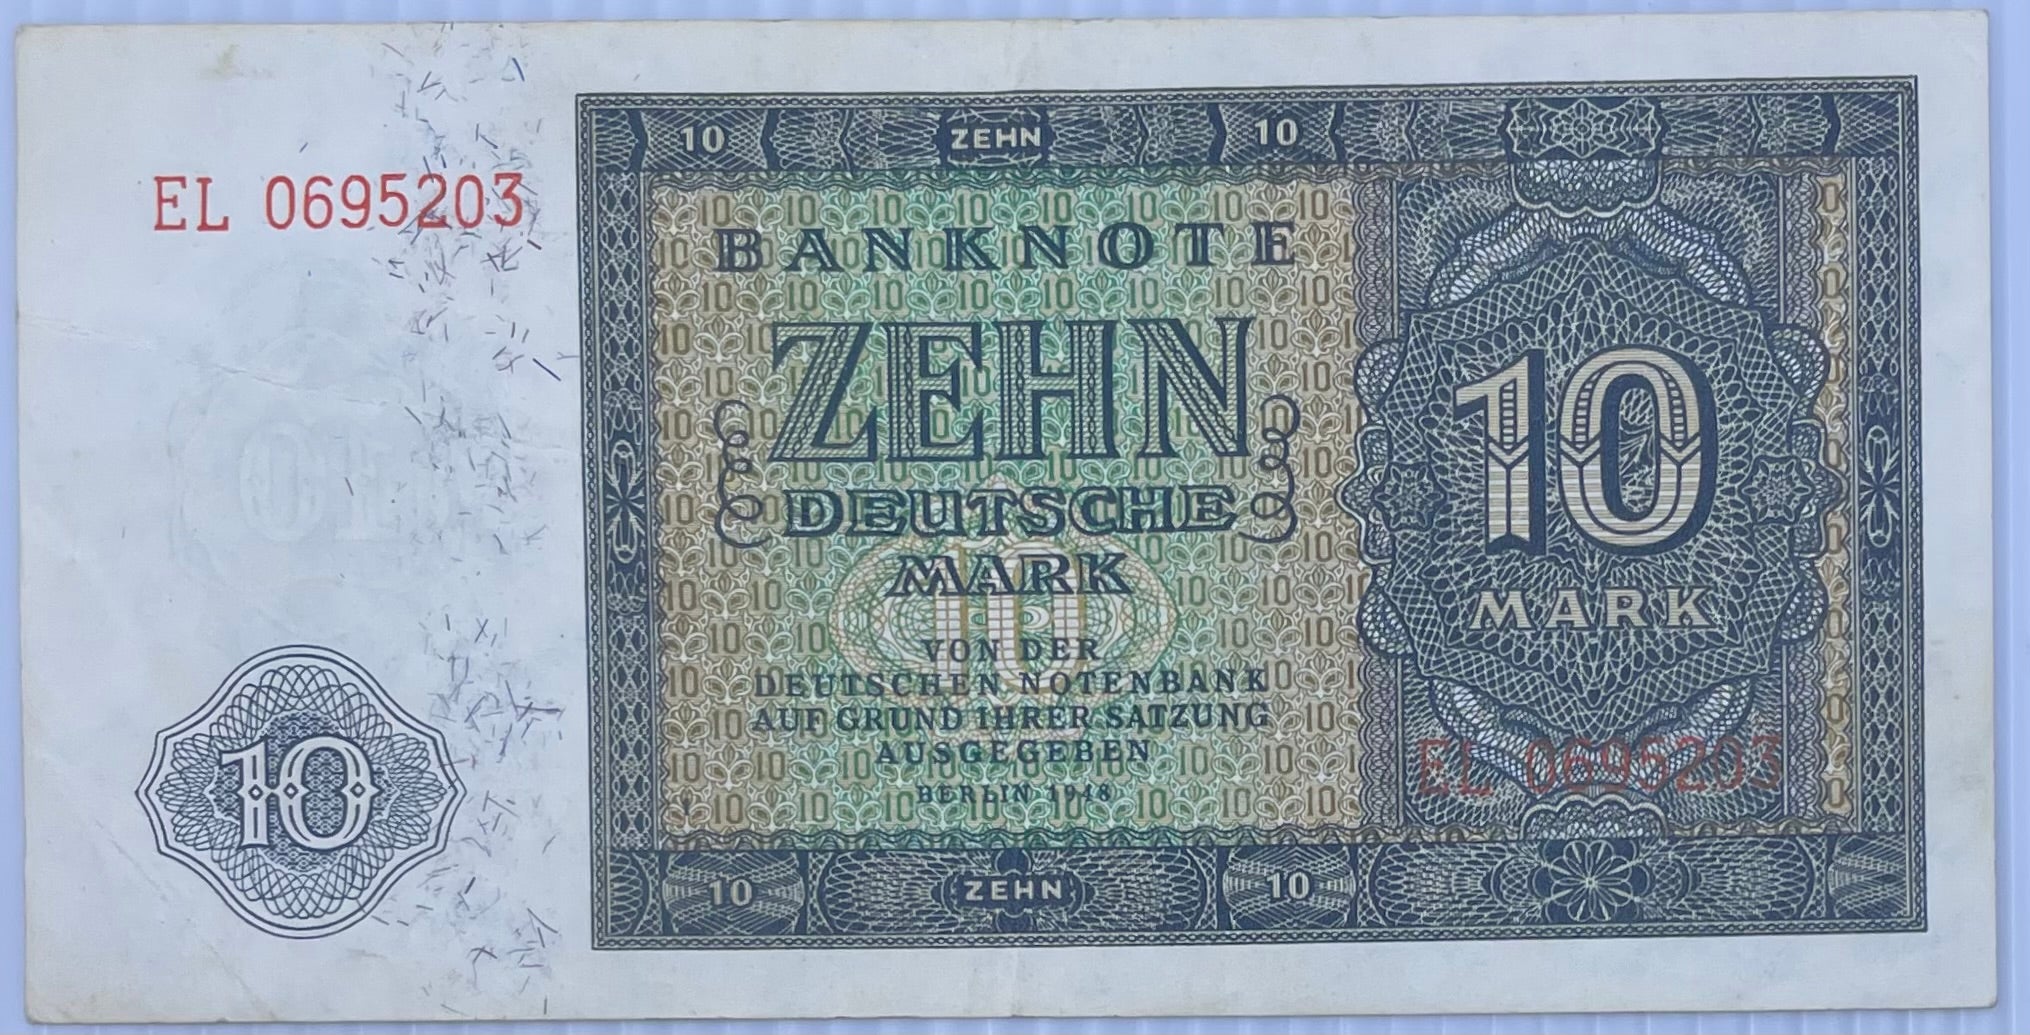 10 ZEHN 10
EL 0695203
BANKNOTE
ZEHN
DEUTSCHE
MARK
10
MARK
10
VON DER
DEUTSCHEN NOTENBANK
AUF GRUND IHRER SATZUNG
AUSGEGEBEN
BERLIN 1948
EL 0695203
10
10 ZEHN 10